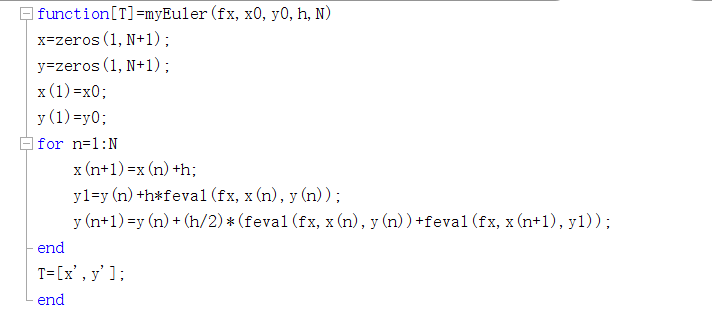 function[T]=myEuler(fx,x0,y0,h,N)
x=zeros(1,N+1);
y=zeros(1,N+1);
x(1)=x0;
y(1)=y0;
for n=1:N
    x(n+1)=x(n)+h;
    y1=y(n)+h*feval(fx,x(n),y(n));
    y(n+1)=y(n)+(h/2)*(feval(fx,x(n),y(n))+feval(fx,x(n+1),y1));
end
T=[x',y'];
end